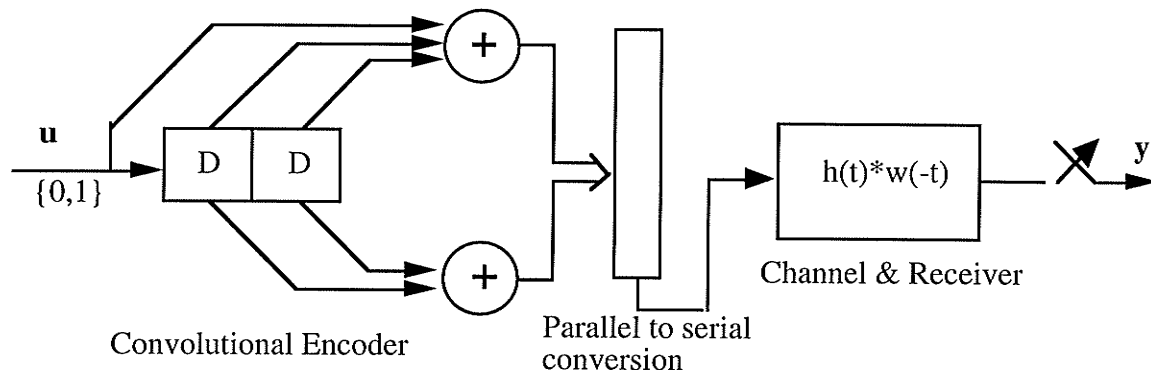 +
u
{0,1}
D D
h(t)*w(-t)
y
+
Channel & Receiver
Convolutional Encoder
Parallel to serial
conversion